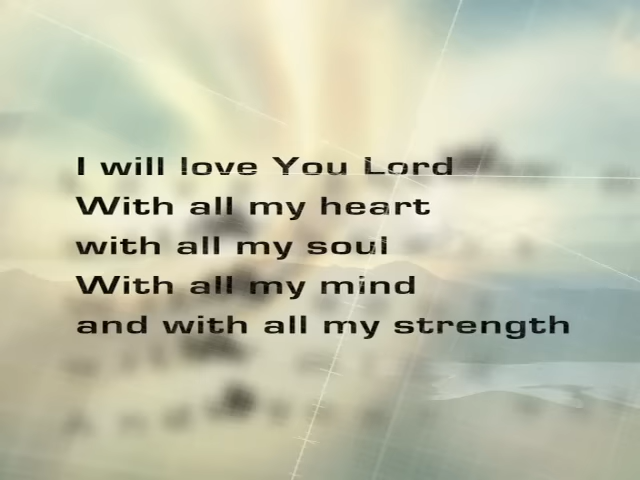 I will love You Lord
With all my heart
with all my soul
With all my mind
and with all my strength